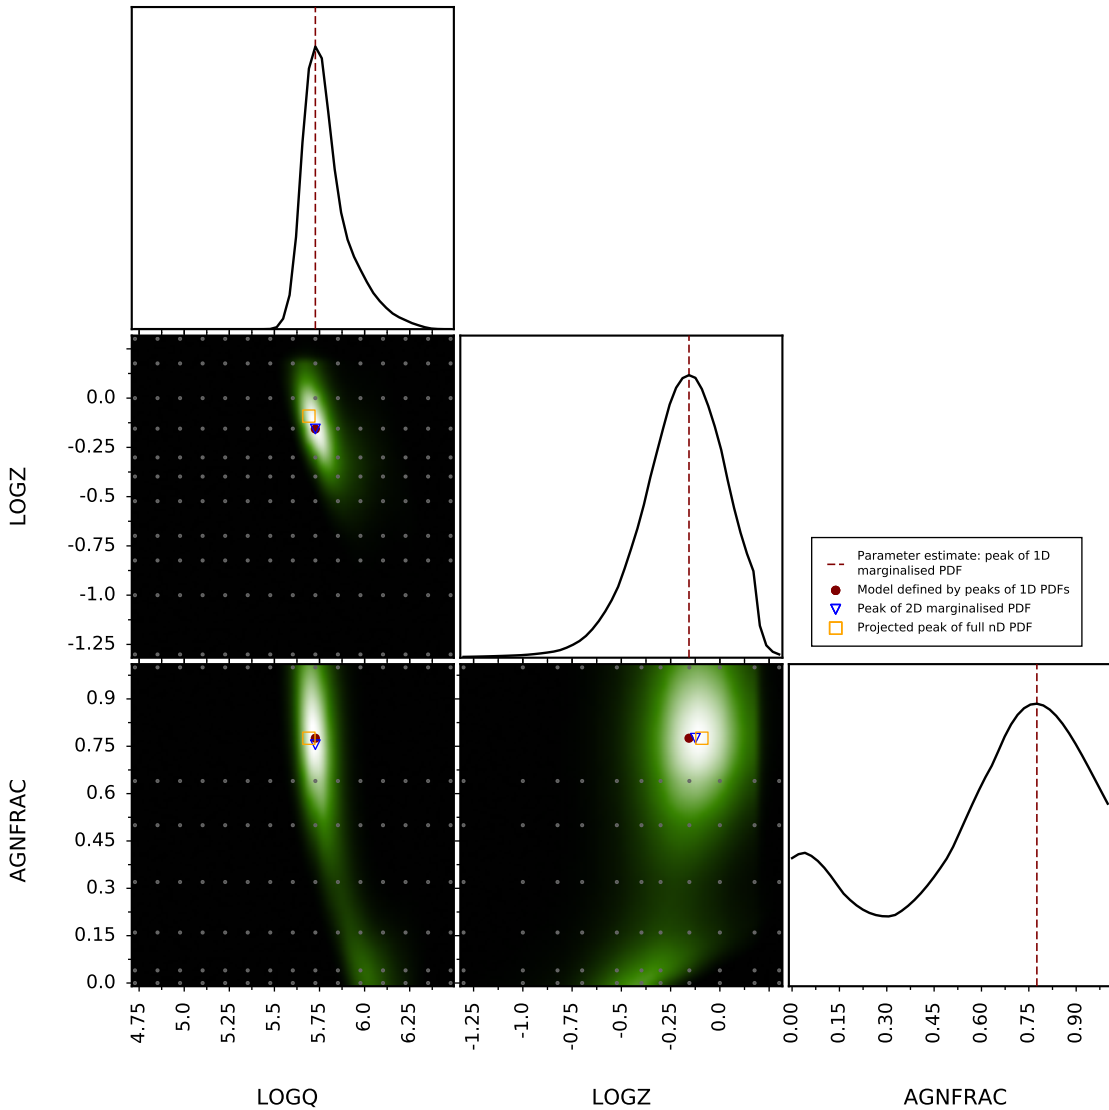 0.0
-0.25
-0.5
-0.75
-1.0
-1.25
LOGZ
Parameter estimate: peak of 1D
marginalised PDF
Model defined by peaks of 1D PDFs
Peak of 2D marginalised PDF
Projected peak of full nD PDF
0.9
0.75
0.6
0.45
0.3
0.15
0.0
AGNFRAC
4.75 5.0 5.25 5.5 5.75 6.0 6.25
-1.25 -1.0 -0.75 -0.5 -0.25 0.0
0.00 0.15 0.30 0.45 0.60 0.75 0.90
LOGQ LOGZ AGNFRAC